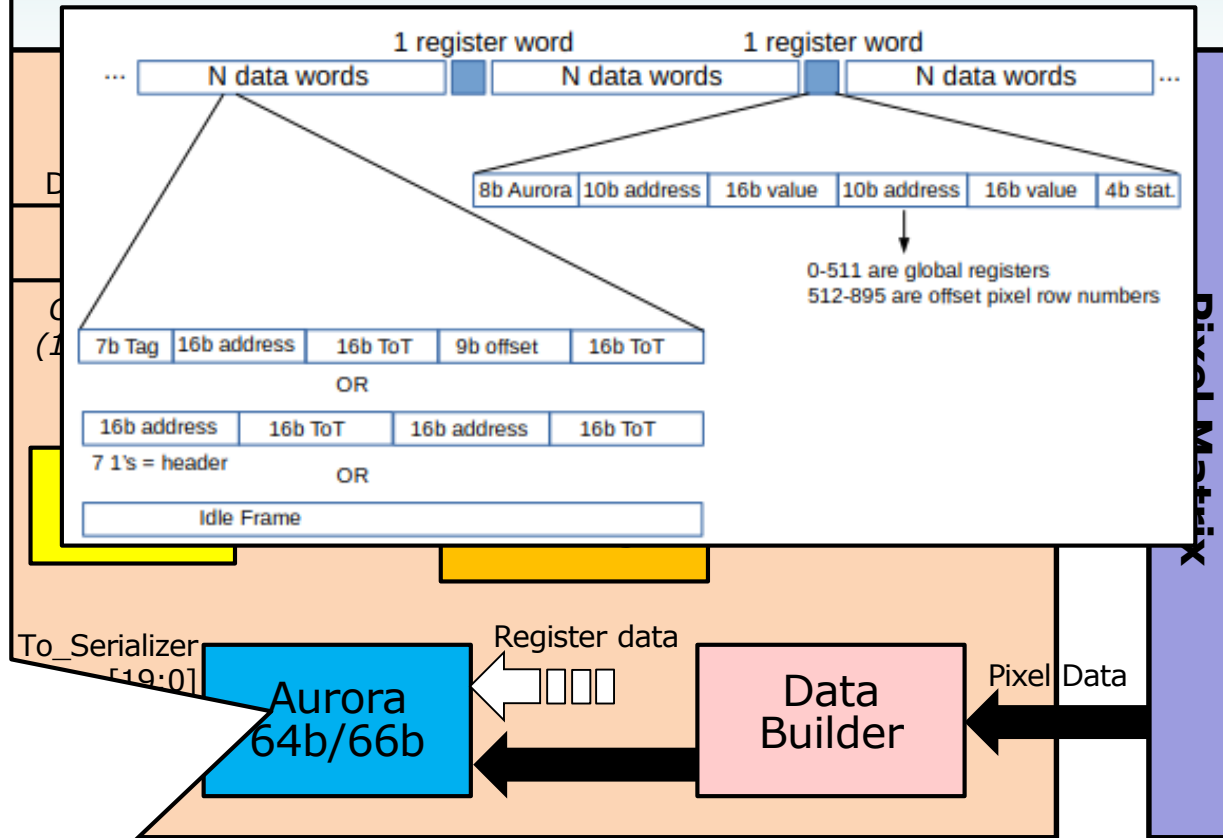 1 register word 1 register word
... N data words N data words N data words ...
8b Aurora 10b address 16b value 10b address 16b value 4b stat.
0-511 are global registers
512-895 are offset pixel row numbers
7b Tag 16b address 16b ToT 9b offset 16b ToT
OR
16b address 16b ToT 16b address 16b ToT
7 1's = header
OR
Idle Frame
Pixel Matrix
To_Serializer
[19:0]
Register data
Pixel Data
Aurora
64b/66b
Data
Builder